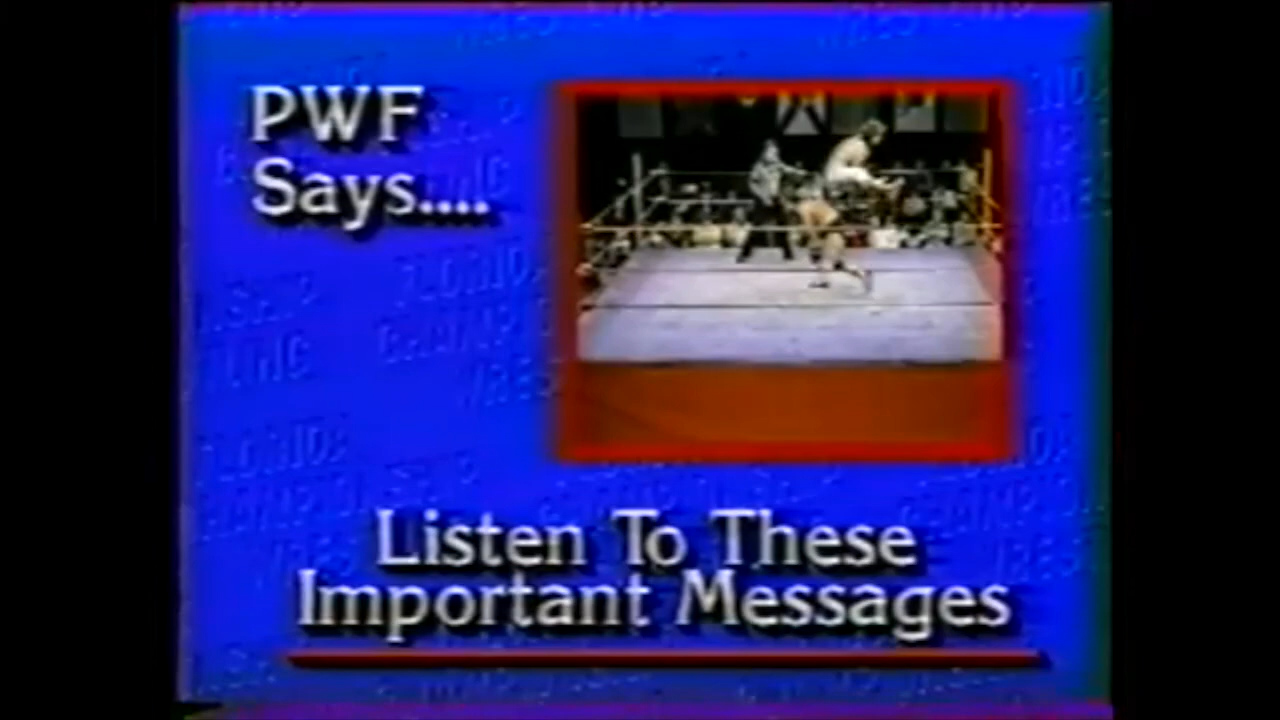 PWF
Says....
Listen To These
Important Messages